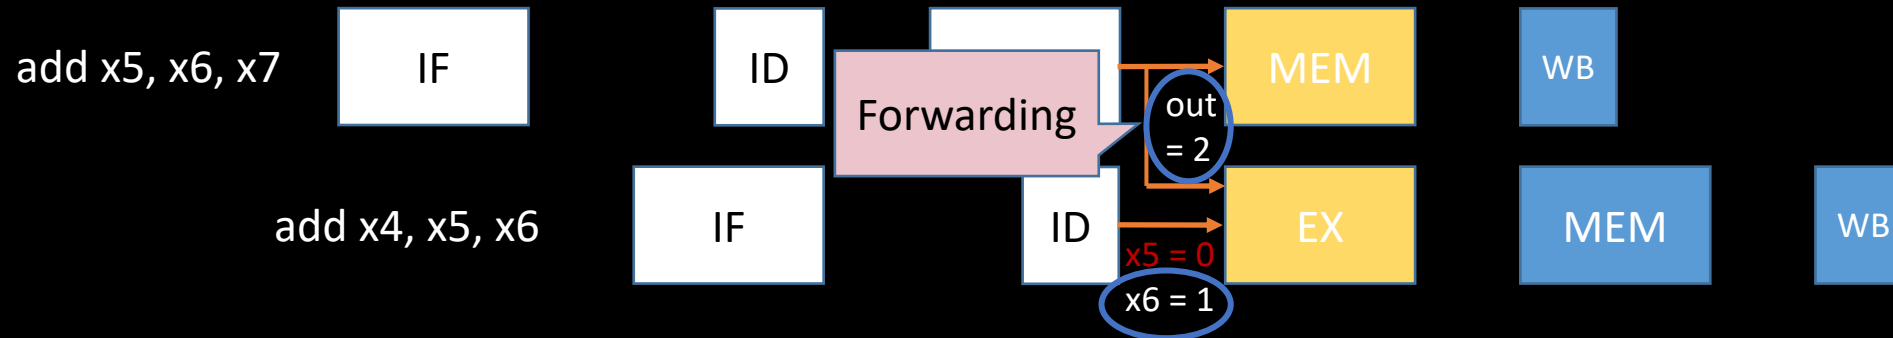 add x5, x6, x7
IF
ID
MEM
WB
Forwarding
out
= 2
add x4, x5, x6
IF
ID
EX
MEM
WB
x5 = 0
x6 = 1